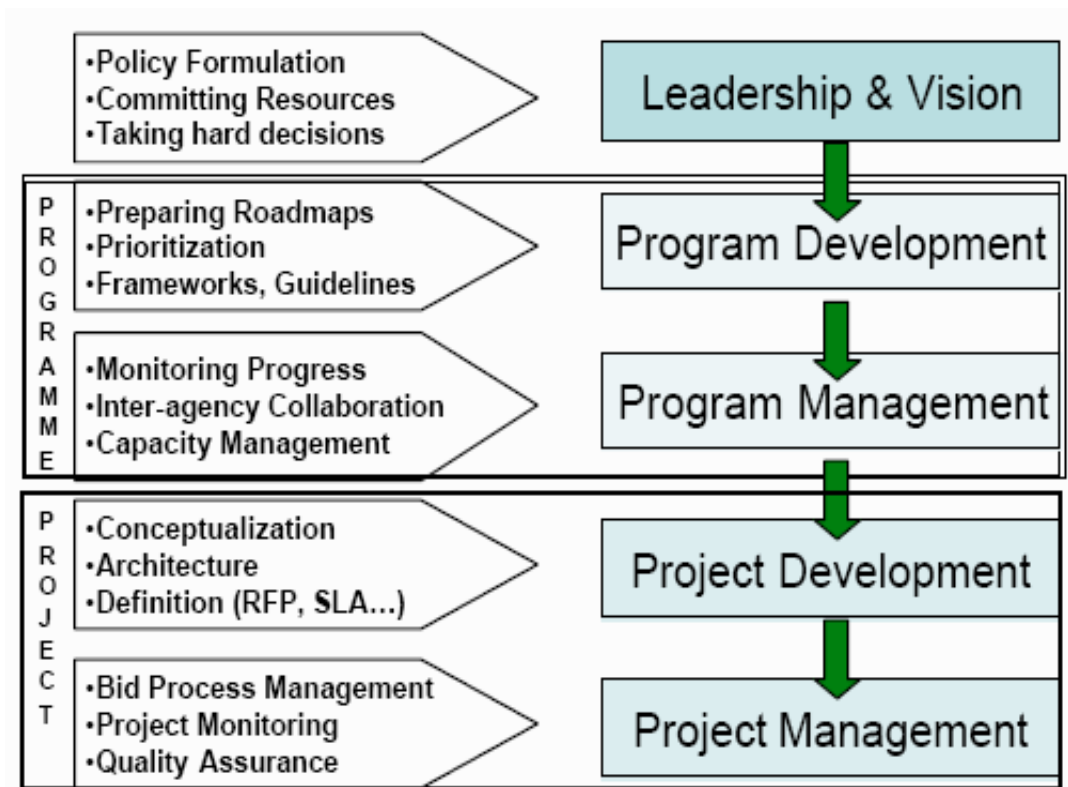 •Policy Formulation
•Committing Resources
•Taking hard decisions
Leadership & Vision
PROGRAMME
•Preparing Roadmaps
•Prioritization
•Frameworks, Guidelines
Program Development
•Monitoring Progress
•Inter-agency Collaboration
•Capacity Management
Program Management
PROJECT
•Conceptualization
•Architecture
•Definition (RFP, SLA...)
Project Development
•Bid Process Management
•Project Monitoring
•Quality Assurance
Project Management